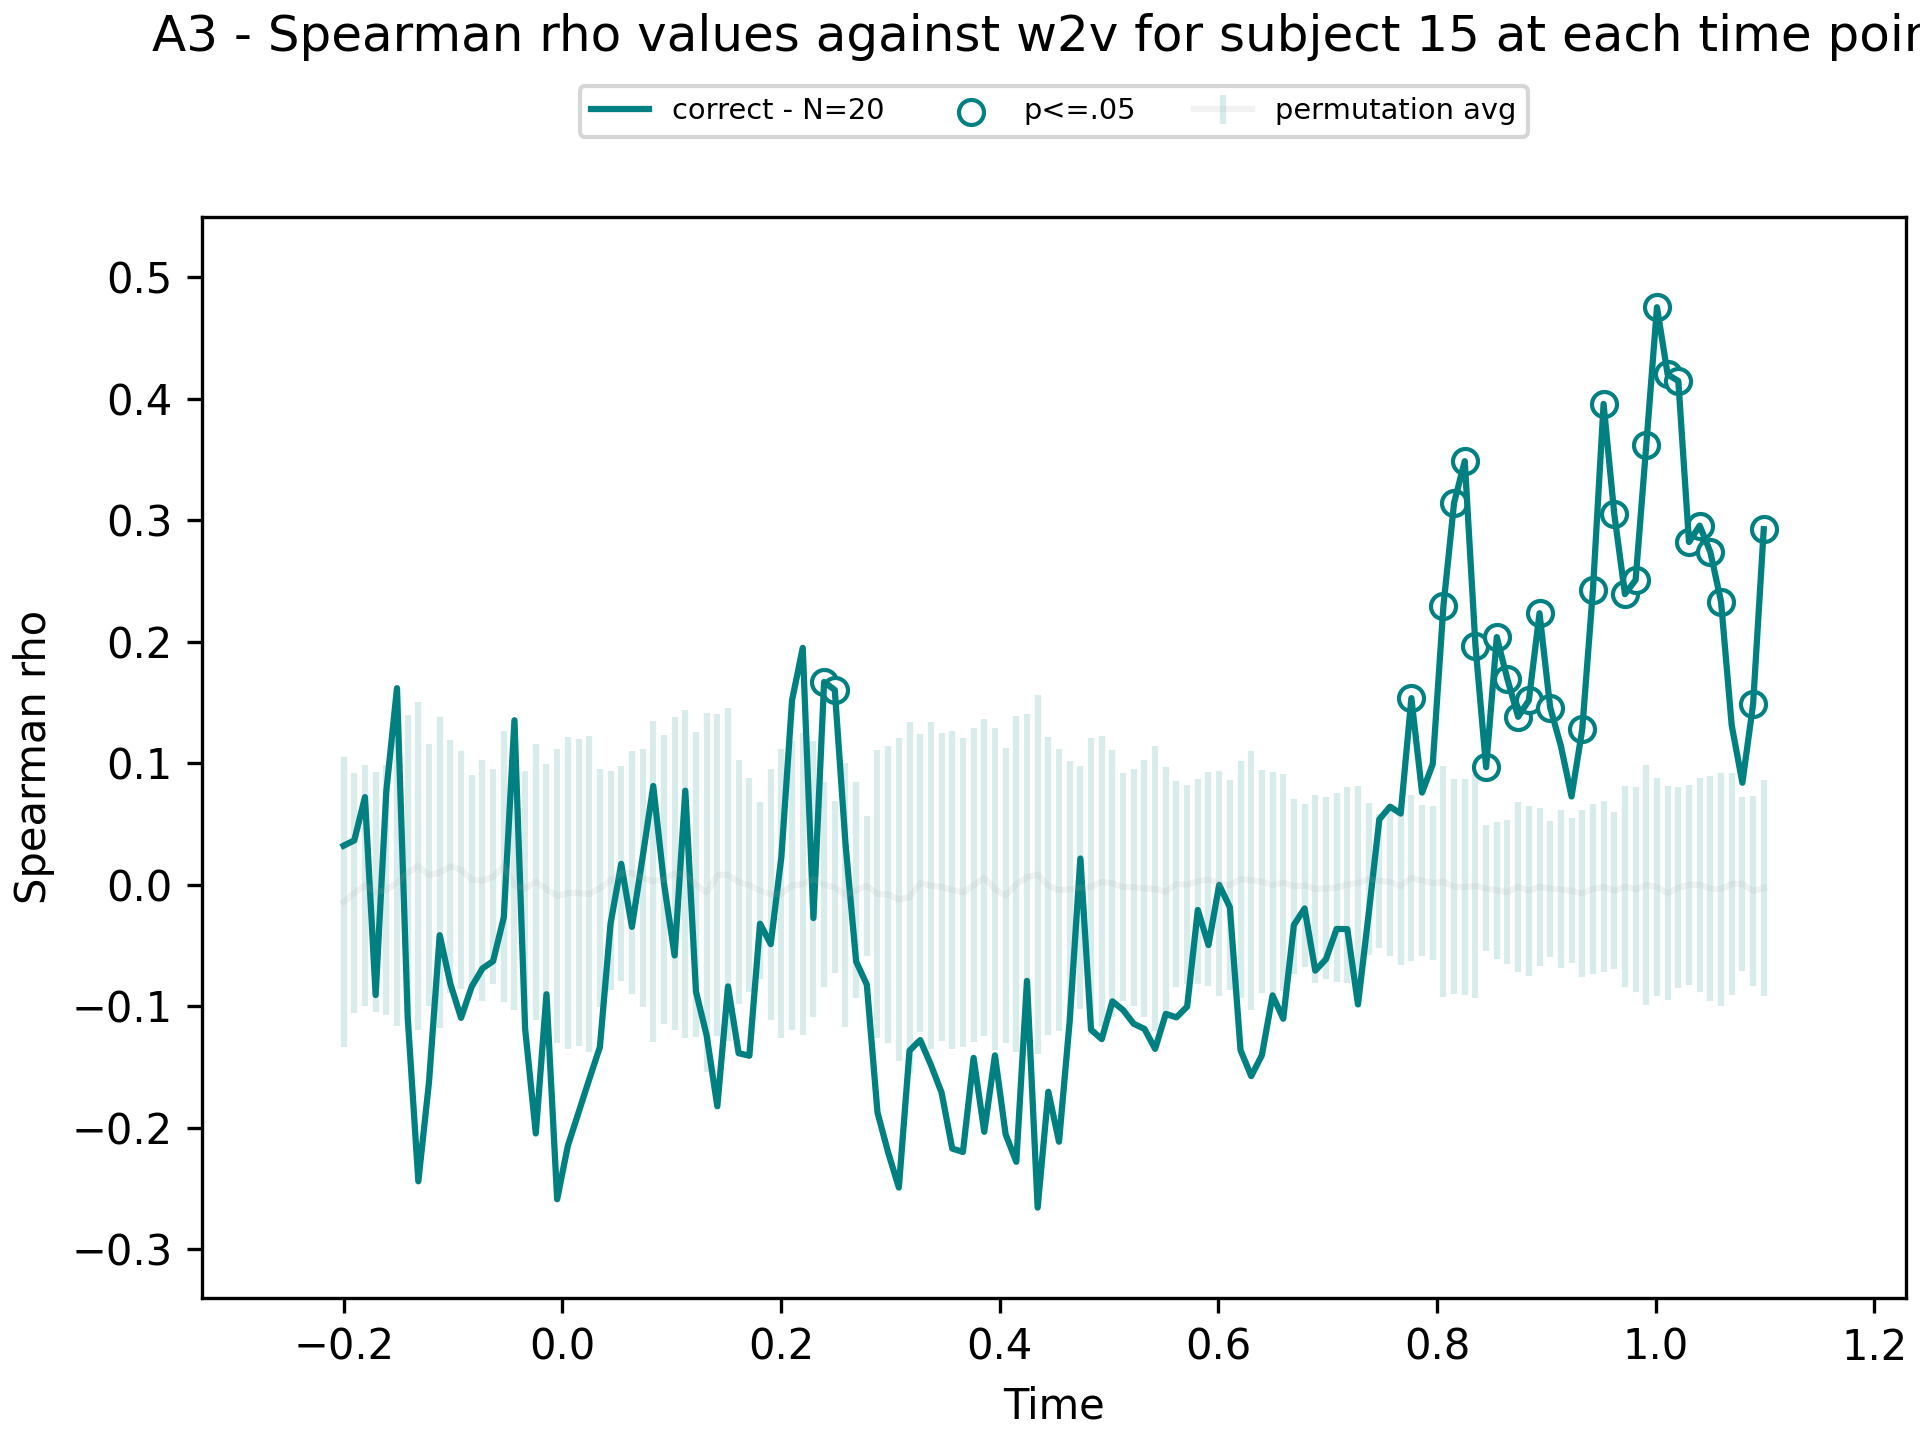 A3 - Spearman rho values against w2v for subject 15 at each time
correct - N=20 p<=.05 permutation avg
Spearman rho
0.5
0.4
0.3
0.2
0.1
0.0
−0.1
−0.2
−0.3
−0.2 0.0 0.2 0.4 0.6 0.8 1.0 1.2
Time